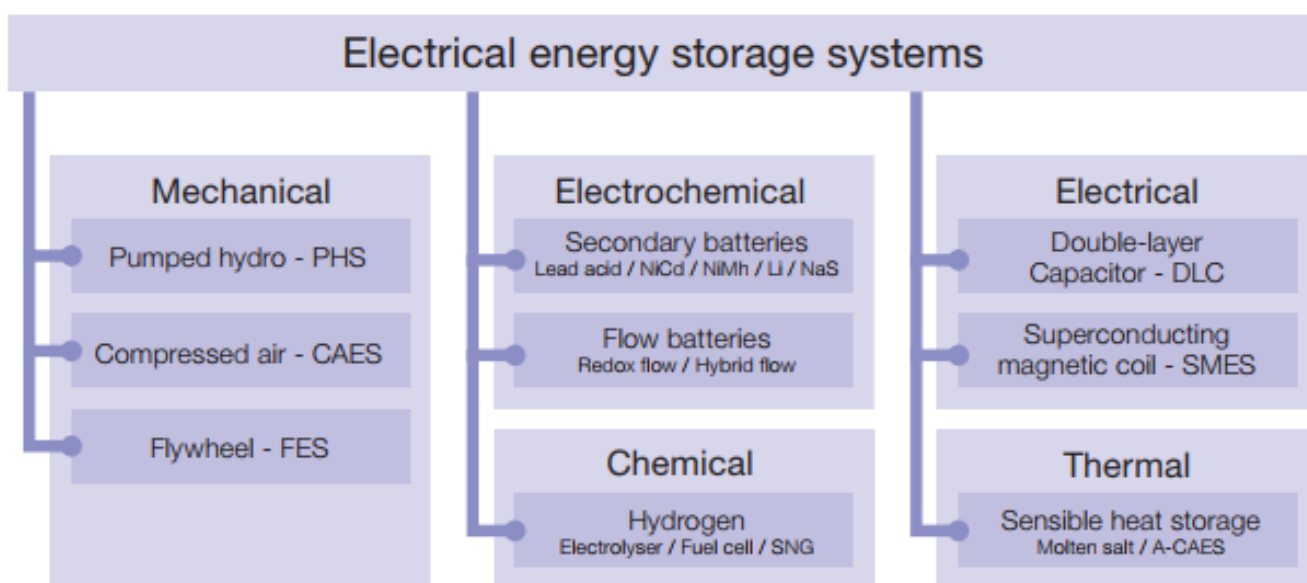 Electrical energy storage systems
Mechanical
Pumped hydro - PHS
Compressed air - CAES
Flywheel - FES
Electrochemical
Secondary batteries
Lead acid / NiCd / NiMh / Li / NaS
Flow batteries
Redox flow / Hybrid flow
Chemical
Hydrogen
Electrolyser / Fuel cell / SNG
Electrical
Double-layer
Capacitor - DLC
Superconducting
magnetic coil - SMES
Thermal
Sensible heat storage
Molten salt / A-CAES